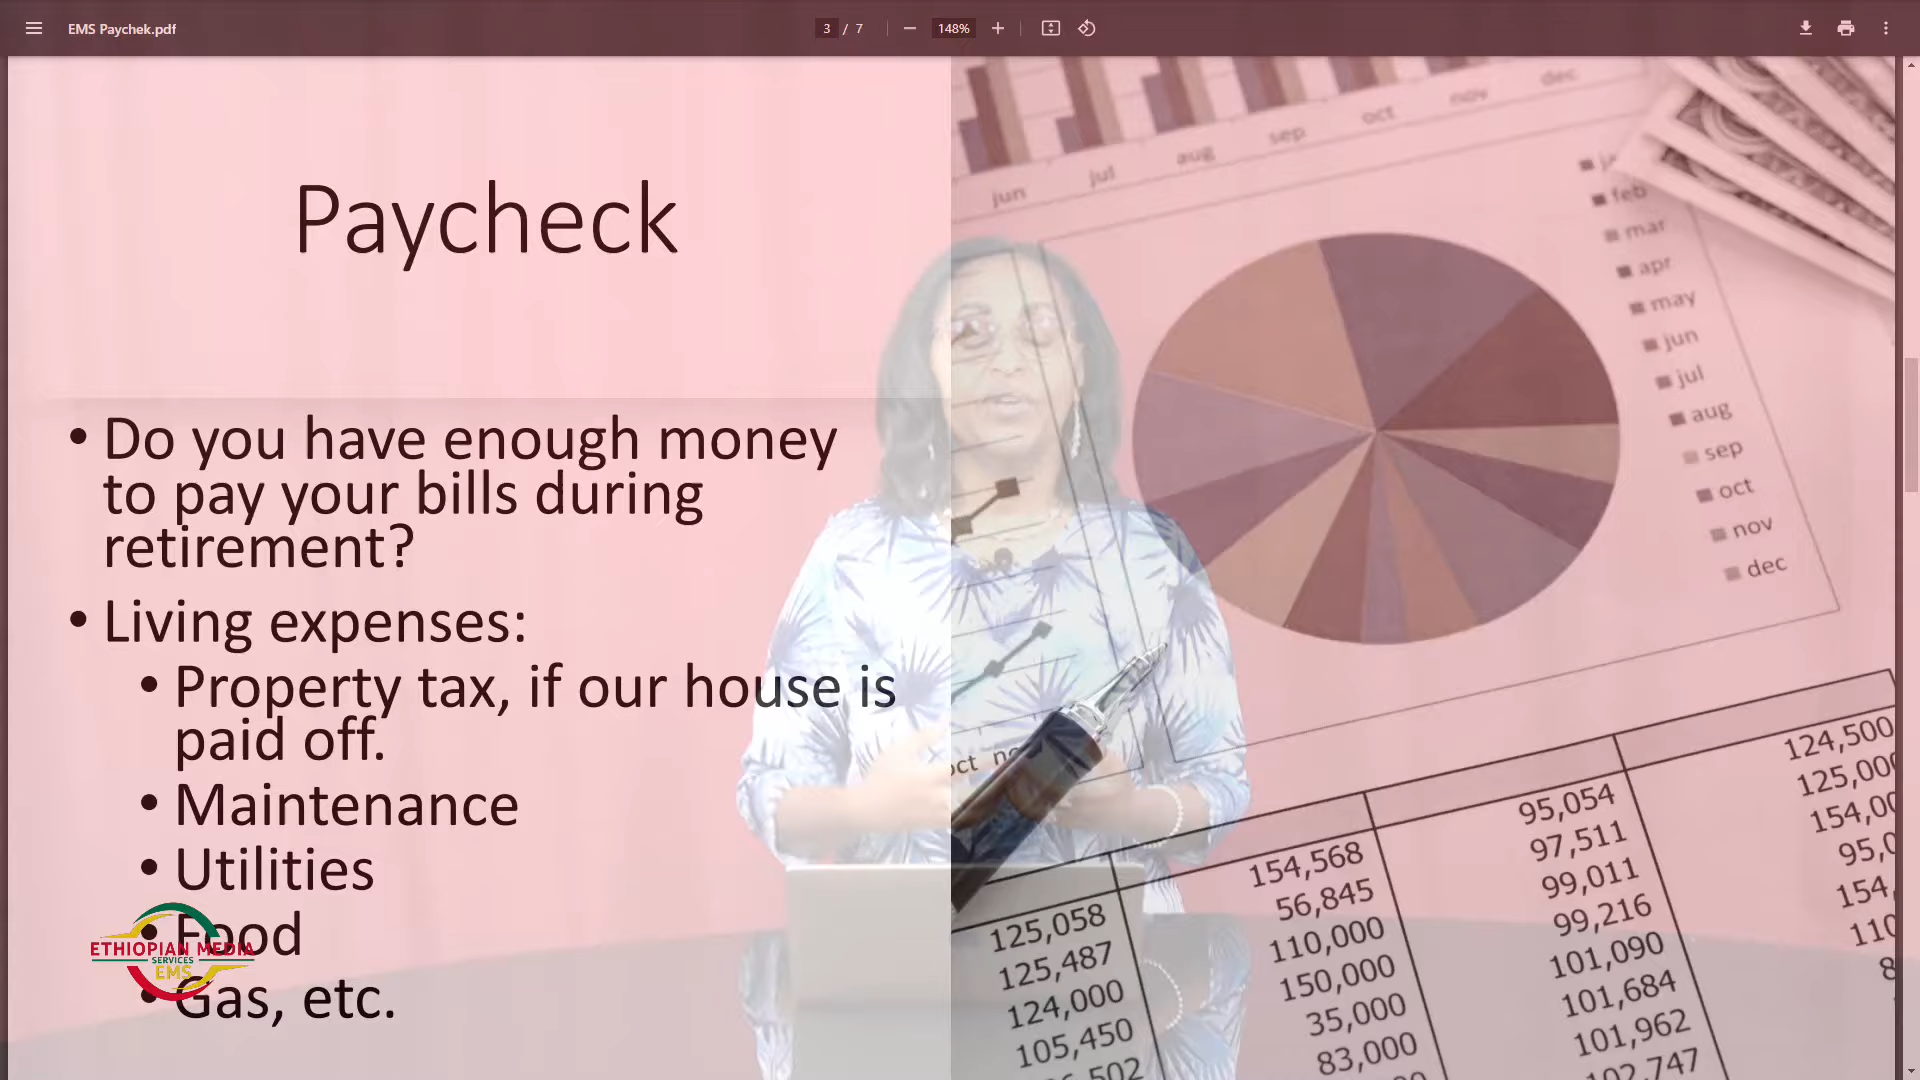 EMS Paychek.pdf
3 / 7
148%
Paycheck
• Do you have enough money
to pay your bills during
retirement?
• Living expenses:
• Property tax, if our house is
paid off.
• Maintenance
• Utilities
• Food
• Gas, etc.
ETHIOPIAN MEDIA
SERVICES
EMS
jun jul aug sep oct nov dec
feb
mar
apr
may
jun
jul
aug
sep
oct
nov
dec
oct
125,058
125,487
124,000
105,450
154,568
56,845
110,000
150,000
35,000
83,000
95,054
97,511
99,011
99,216
101,090
101,684
101,962
102,747
124,500